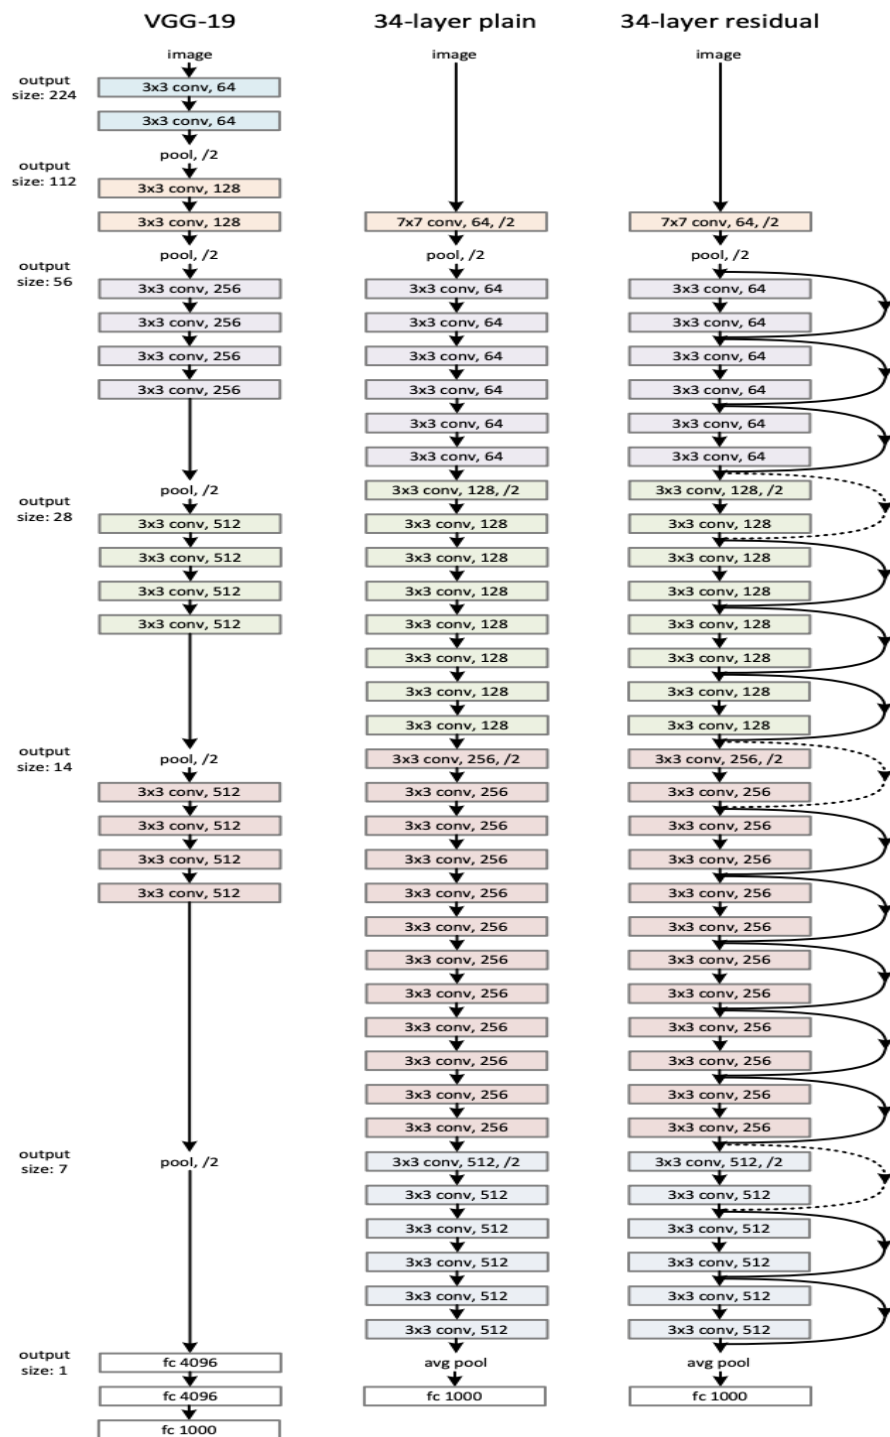 output
size: 224
output
size: 112
output
size: 56
output
size: 28
output
size: 14
output
size: 7
output
size: 1
VGG-19
image
3x3 conv, 64
3x3 conv, 64
pool, /2
3x3 conv, 128
3x3 conv, 128
pool, /2
3x3 conv, 256
3x3 conv, 256
3x3 conv, 256
3x3 conv, 256
pool, /2
3x3 conv, 512
3x3 conv, 512
3x3 conv, 512
3x3 conv, 512
pool, /2
3x3 conv, 512
3x3 conv, 512
3x3 conv, 512
3x3 conv, 512
pool, /2
fc 4096
fc 4096
fc 1000
34-layer plain
image
7x7 conv, 64, /2
pool, /2
3x3 conv, 64
3x3 conv, 64
3x3 conv, 64
3x3 conv, 64
3x3 conv, 64
3x3 conv, 64
3x3 conv, 128, /2
3x3 conv, 128
3x3 conv, 128
3x3 conv, 128
3x3 conv, 128
3x3 conv, 128
3x3 conv, 128
3x3 conv, 128
3x3 conv, 256, /2
3x3 conv, 256
3x3 conv, 256
3x3 conv, 256
3x3 conv, 256
3x3 conv, 256
3x3 conv, 256
3x3 conv, 256
3x3 conv, 256
3x3 conv, 256
3x3 conv, 256
3x3 conv, 256
3x3 conv, 512, /2
3x3 conv, 512
3x3 conv, 512
3x3 conv, 512
3x3 conv, 512
3x3 conv, 512
avg pool
fc 1000
34-layer residual
image
7x7 conv, 64, /2
pool, /2
3x3 conv, 64
3x3 conv, 64
3x3 conv, 64
3x3 conv, 64
3x3 conv, 64
3x3 conv, 64
3x3 conv, 128, /2
3x3 conv, 128
3x3 conv, 128
3x3 conv, 128
3x3 conv, 128
3x3 conv, 128
3x3 conv, 128
3x3 conv, 128
3x3 conv, 256, /2
3x3 conv, 256
3x3 conv, 256
3x3 conv, 256
3x3 conv, 256
3x3 conv, 256
3x3 conv, 256
3x3 conv, 256
3x3 conv, 256
3x3 conv, 256
3x3 conv, 256
3x3 conv, 256
3x3 conv, 512, /2
3x3 conv, 512
3x3 conv, 512
3x3 conv, 512
3x3 conv, 512
3x3 conv, 512
avg pool
fc 1000